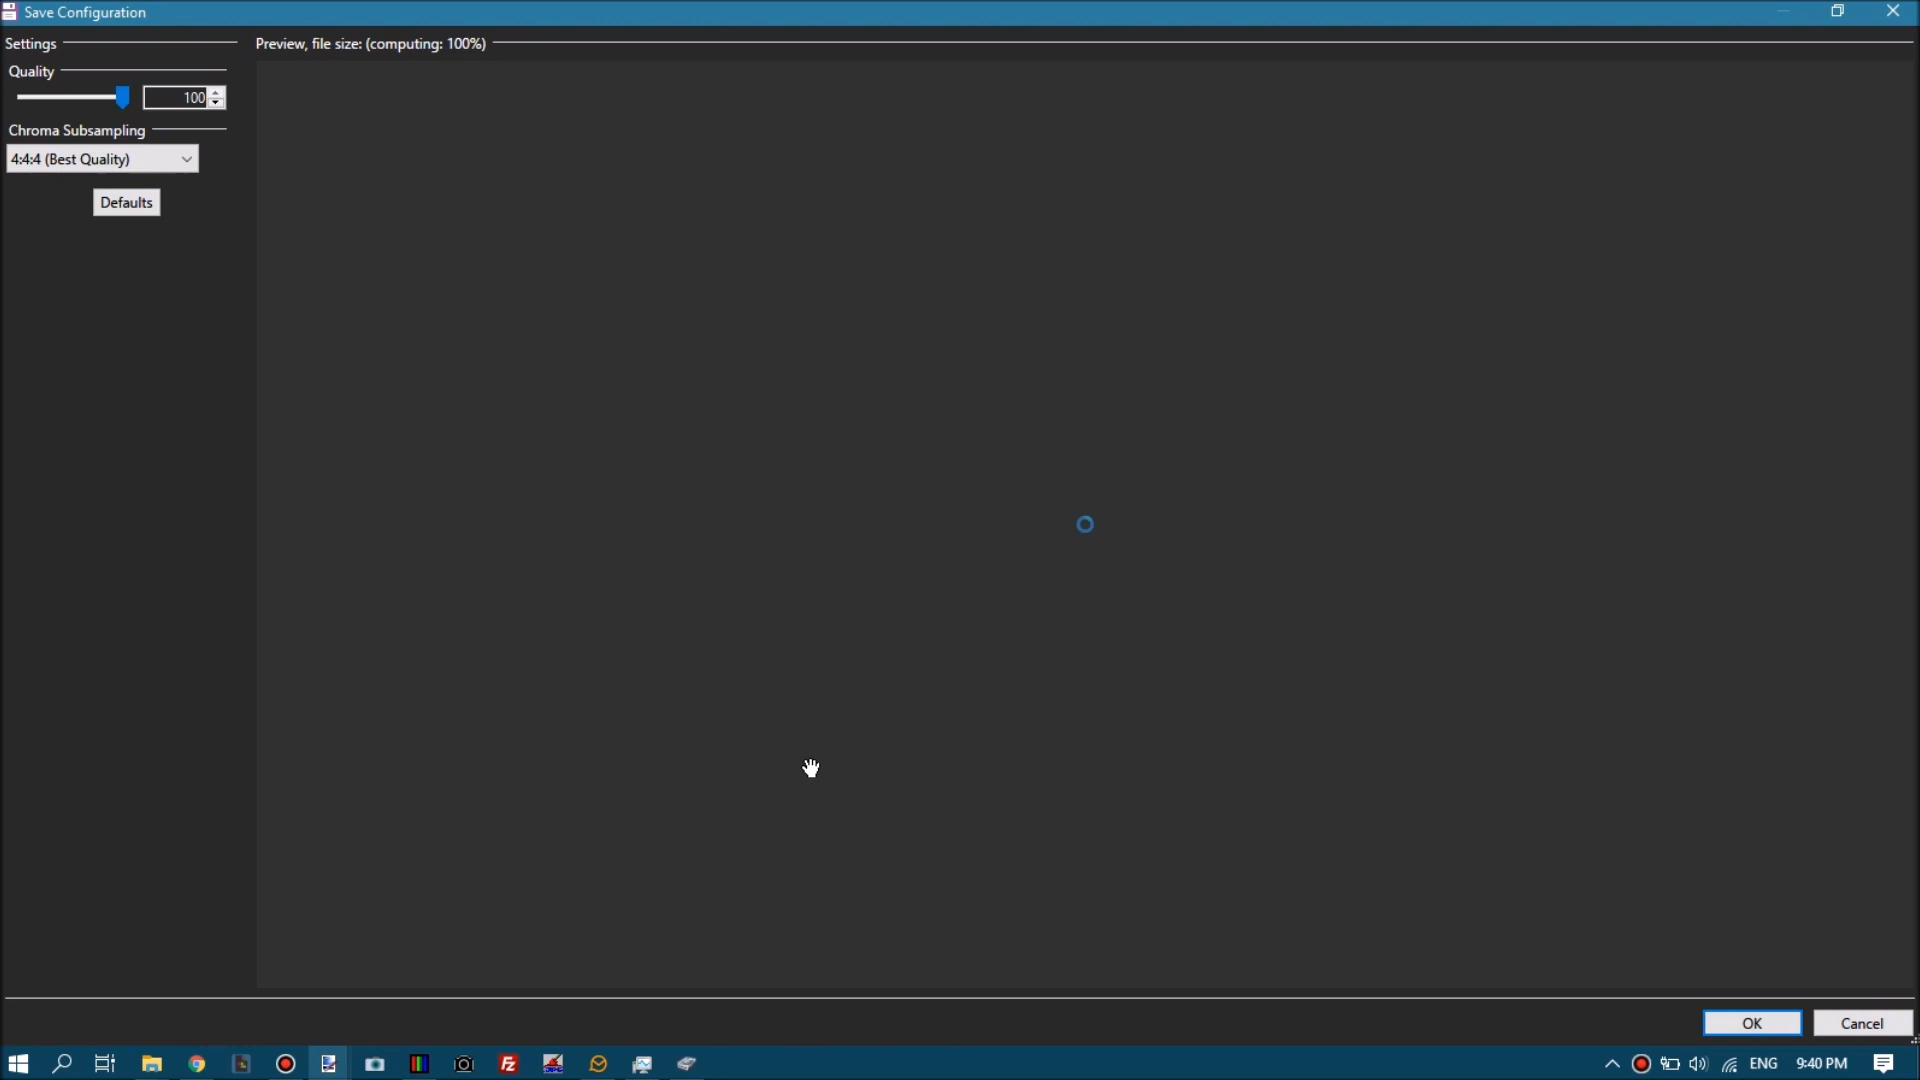 Save Configuration
Settings
Preview, file size: (computing: 100%)
Quality
100
Chroma Subsampling
4:4:4 (Best Quality)
Defaults
OK
Cancel
Fz
ENG
9:40 PM